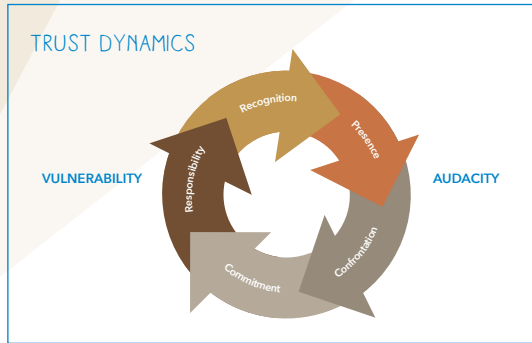 TRUST DYNAMICS
Recognition
Presence
VULNERABILITY
Responsibility
AUDACITY
Confrontation
Commitment